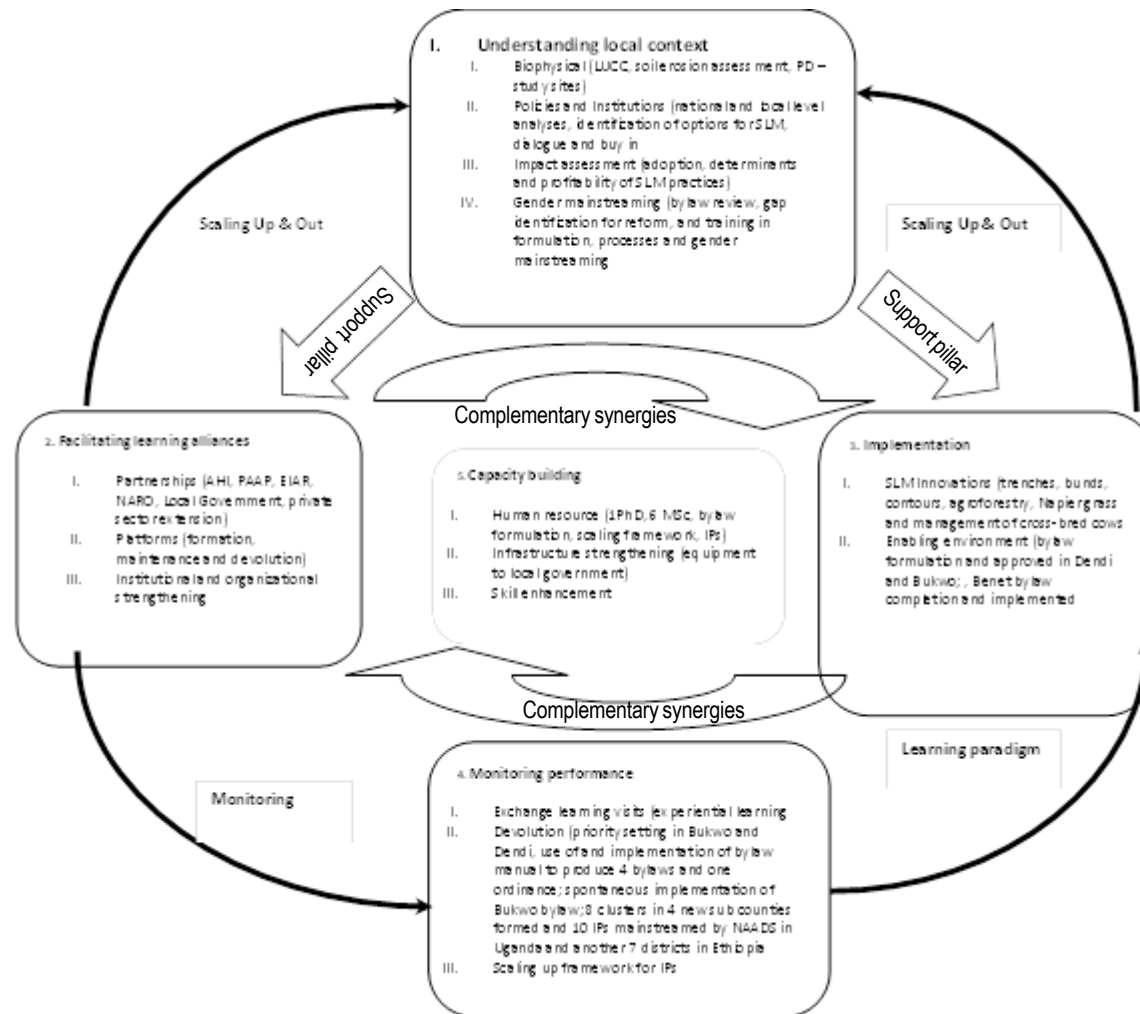 I. Understanding local context
I. Biophysical (LUCC, soil erosion assessment, PD –
study sites)
II. Policies and Institutions (national and local level
analyses, identification of options for SLM,
dialogue and buy in
III. Impact assessment (adoption, determinants
and profitability of SLM practices)
IV. Gender mainstreaming (bylaw review, gap
identification for reform, and training in
formulation, processes and gender
mainstreaming
Scaling Up & Out
Scaling Up & Out
Support pillar
Support pillar
Complementary synergies
2. Facilitating learning alliances
I. Partnerships (AHI, PAAP, EIAR,
NARO, Local Government, private
sector extension)
II. Platforms (formation,
maintenance and devolution)
III. Institutional and organizational
strengthening
5. Capacity building
I. Human resource (1PhD, 6 MSc, bylaw
formulation, scaling framework, IPs)
II. Infrastructure strengthening (equipment
to local government)
III. Skill enhancement
3. Implementation
I. SLM Innovations (trenches, bunds,
contours, agroforestry, Napier grass
and management of cross-bred cows
II. Enabling environment (bylaw
formulation and approved in Dendi
and Bukwo; , Benet bylaw
completion and implemented
Complementary synergies
Monitoring
Learning paradigm
4. Monitoring performance
I. Exchange learning visits (experiential learning
II. Devolution (priority setting in Bukwo and
Dendi, use of and implementation of bylaw
manual to produce 4 bylaws and one
ordinance; spontaneous implementation of
Bukwo bylaw; 8 clusters in 4 new sub counties
formed and 10 IPs mainstreamed by NAADS in
Uganda and another 7 districts in Ethiopia
III. Scaling up framework for IPs